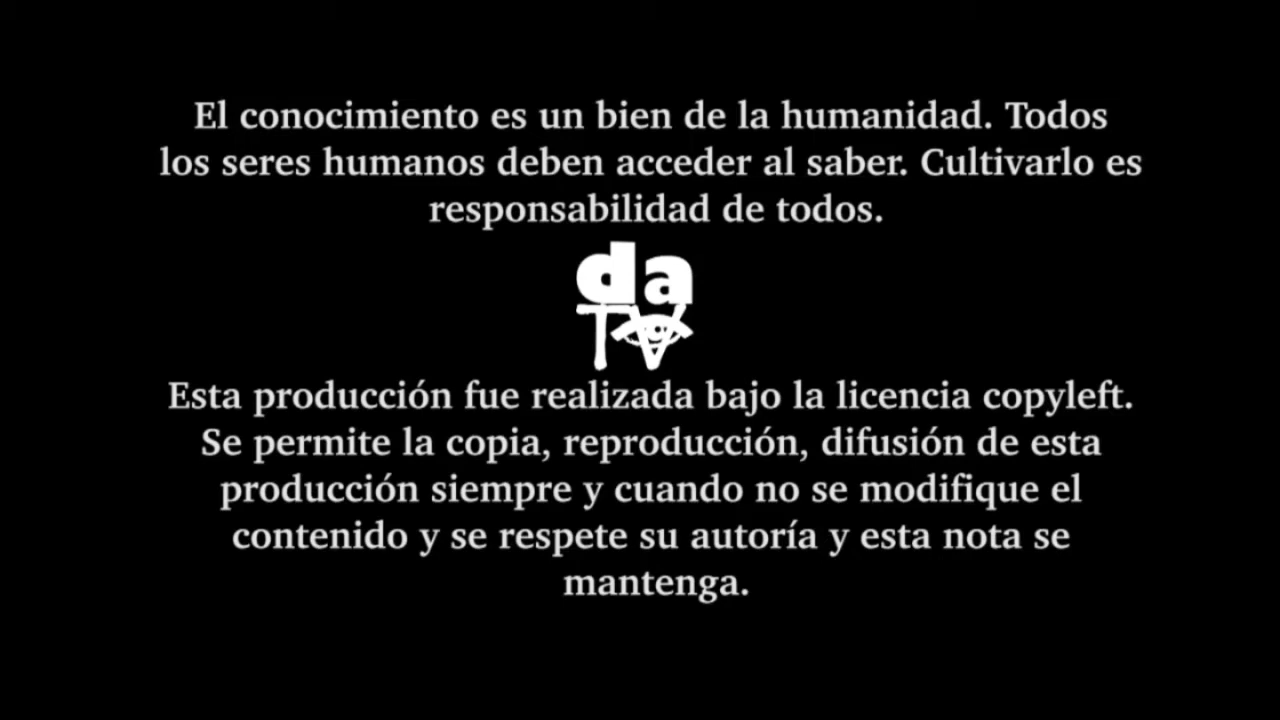 El conocimiento es un bien de la humanidad. Todos
los seres humanos deben acceder al saber. Cultivarlo es
responsabilidad de todos.
da
TV
Esta producción fue realizada bajo la licencia copyleft.
Se permite la copia, reproducción, difusión de esta
producción siempre y cuando no se modifique el
contenido y se respete su autoría y esta nota se
mantenga.